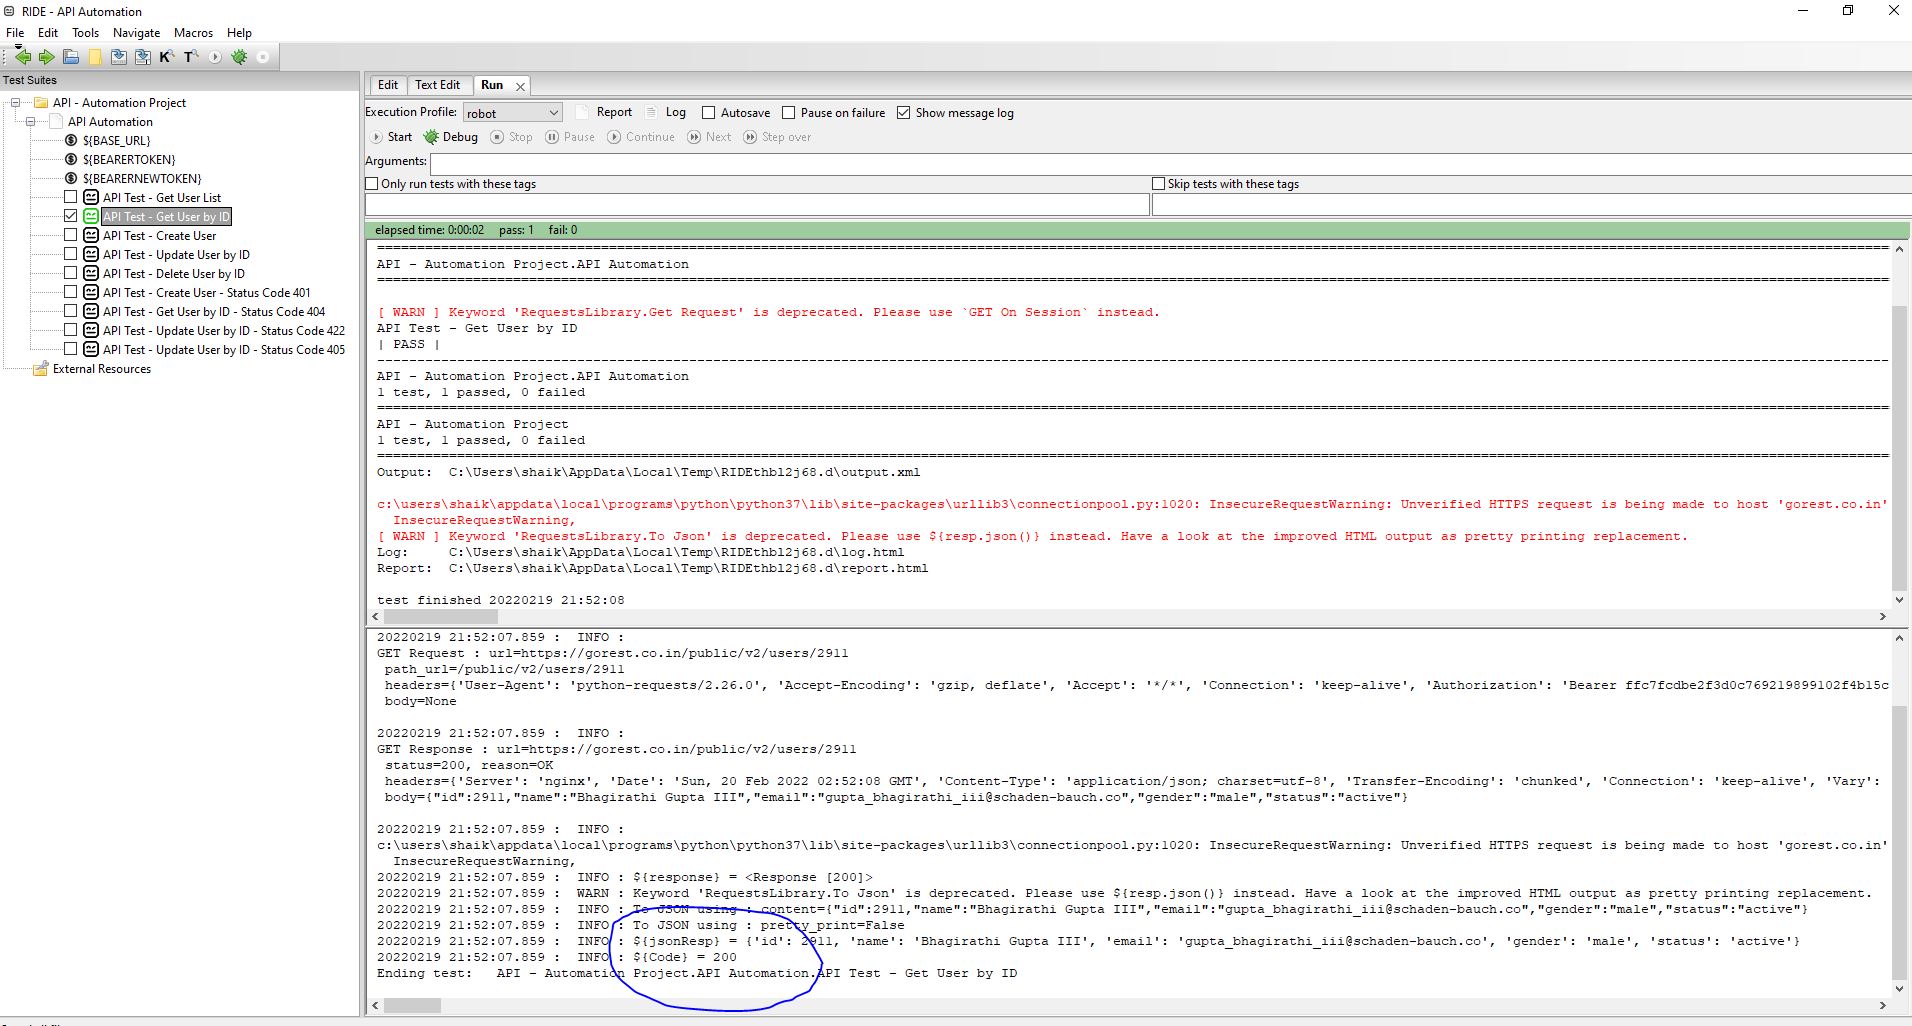 RIDE - API Automation
File Edit Tools Navigate Macros Help
Test Suites
API - Automation Project
API Automation
${BASE_URL}
${BEARERTOKEN}
${BEARERNEWTOKEN}
API Test - Get User List
API Test - Get User by ID
API Test - Create User
API Test - Update User by ID
API Test - Delete User by ID
API Test - Create User - Status Code 401
API Test - Get User by ID - Status Code 404
API Test - Update User by ID - Status Code 422
API Test - Update User by ID - Status Code 405
External Resources
Edit Text Edit Run
Execution Profile: robot Report Log Autosave Pause on failure Show message log
Start Debug Stop Pause Continue Next Step over
Arguments:
Only run tests with these tags Skip tests with these tags
elapsed time: 0:00:02 pass: 1 fail: 0
API - Automation Project.API Automation
[ WARN ] Keyword 'RequestsLibrary.Get Request' is deprecated. Please use `GET On Session` instead.
API Test - Get User by ID
| PASS |
API - Automation Project.API Automation
1 test, 1 passed, 0 failed
API - Automation Project
1 test, 1 passed, 0 failed
Output: C:\Users\shaik\AppData\Local\Temp\RIDEthbl2j68.d\output.xml
c:\users\shaik\appdata\local\programs\python\python37\lib\site-packages\urllib3\connectionpool.py:1020: InsecureRequestWarning: Unverified HTTPS request is being made to host 'gorest.co.in'
InsecureRequestWarning,
[ WARN ] Keyword 'RequestsLibrary.To Json' is deprecated. Please use ${resp.json()} instead. Have a look at the improved HTML output as pretty printing replacement.
Log: C:\Users\shaik\AppData\Local\Temp\RIDEthbl2j68.d\log.html
Report: C:\Users\shaik\AppData\Local\Temp\RIDEthbl2j68.d\report.html
test finished 20220219 21:52:08
20220219 21:52:07.859 : INFO :
GET Request : url=https://gorest.co.in/public/v2/users/2911
path_url=/public/v2/users/2911
headers={'User-Agent': 'python-requests/2.26.0', 'Accept-Encoding': 'gzip, deflate', 'Accept': '*/*', 'Connection': 'keep-alive', 'Authorization': 'Bearer ffc7fcdbe2f3d0c769219899102f4b15c
body=None
20220219 21:52:07.859 : INFO :
GET Response : url=https://gorest.co.in/public/v2/users/2911
status=200, reason=OK
headers={'Server': 'nginx', 'Date': 'Sun, 20 Feb 2022 02:52:08 GMT', 'Content-Type': 'application/json; charset=utf-8', 'Transfer-Encoding': 'chunked', 'Connection': 'keep-alive', 'Vary':
body={"id":2911,"name":"Bhagirathi Gupta III","email":"gupta_bhagirathi_iii@schaden-bauch.co","gender":"male","status":"active"}
20220219 21:52:07.859 : INFO :
c:\users\shaik\appdata\local\programs\python\python37\lib\site-packages\urllib3\connectionpool.py:1020: InsecureRequestWarning: Unverified HTTPS request is being made to host 'gorest.co.in'
InsecureRequestWarning,
20220219 21:52:07.859 : INFO : ${response} = <Response [200]>
20220219 21:52:07.859 : WARN : Keyword 'RequestsLibrary.To Json' is deprecated. Please use ${resp.json()} instead. Have a look at the improved HTML output as pretty printing replacement.
20220219 21:52:07.859 : INFO : To JSON using : content={"id":2911,"name":"Bhagirathi Gupta III","email":"gupta_bhagirathi_iii@schaden-bauch.co","gender":"male","status":"active"}
20220219 21:52:07.859 : INFO : To JSON using : pretty_print=False
20220219 21:52:07.859 : INFO : ${jsonResp} = {'id': 2911, 'name': 'Bhagirathi Gupta III', 'email': 'gupta_bhagirathi_iii@schaden-bauch.co', 'gender': 'male', 'status': 'active'}
20220219 21:52:07.859 : INFO : ${Code} = 200
Ending test: API - Automation Project.API Automation.API Test - Get User by ID